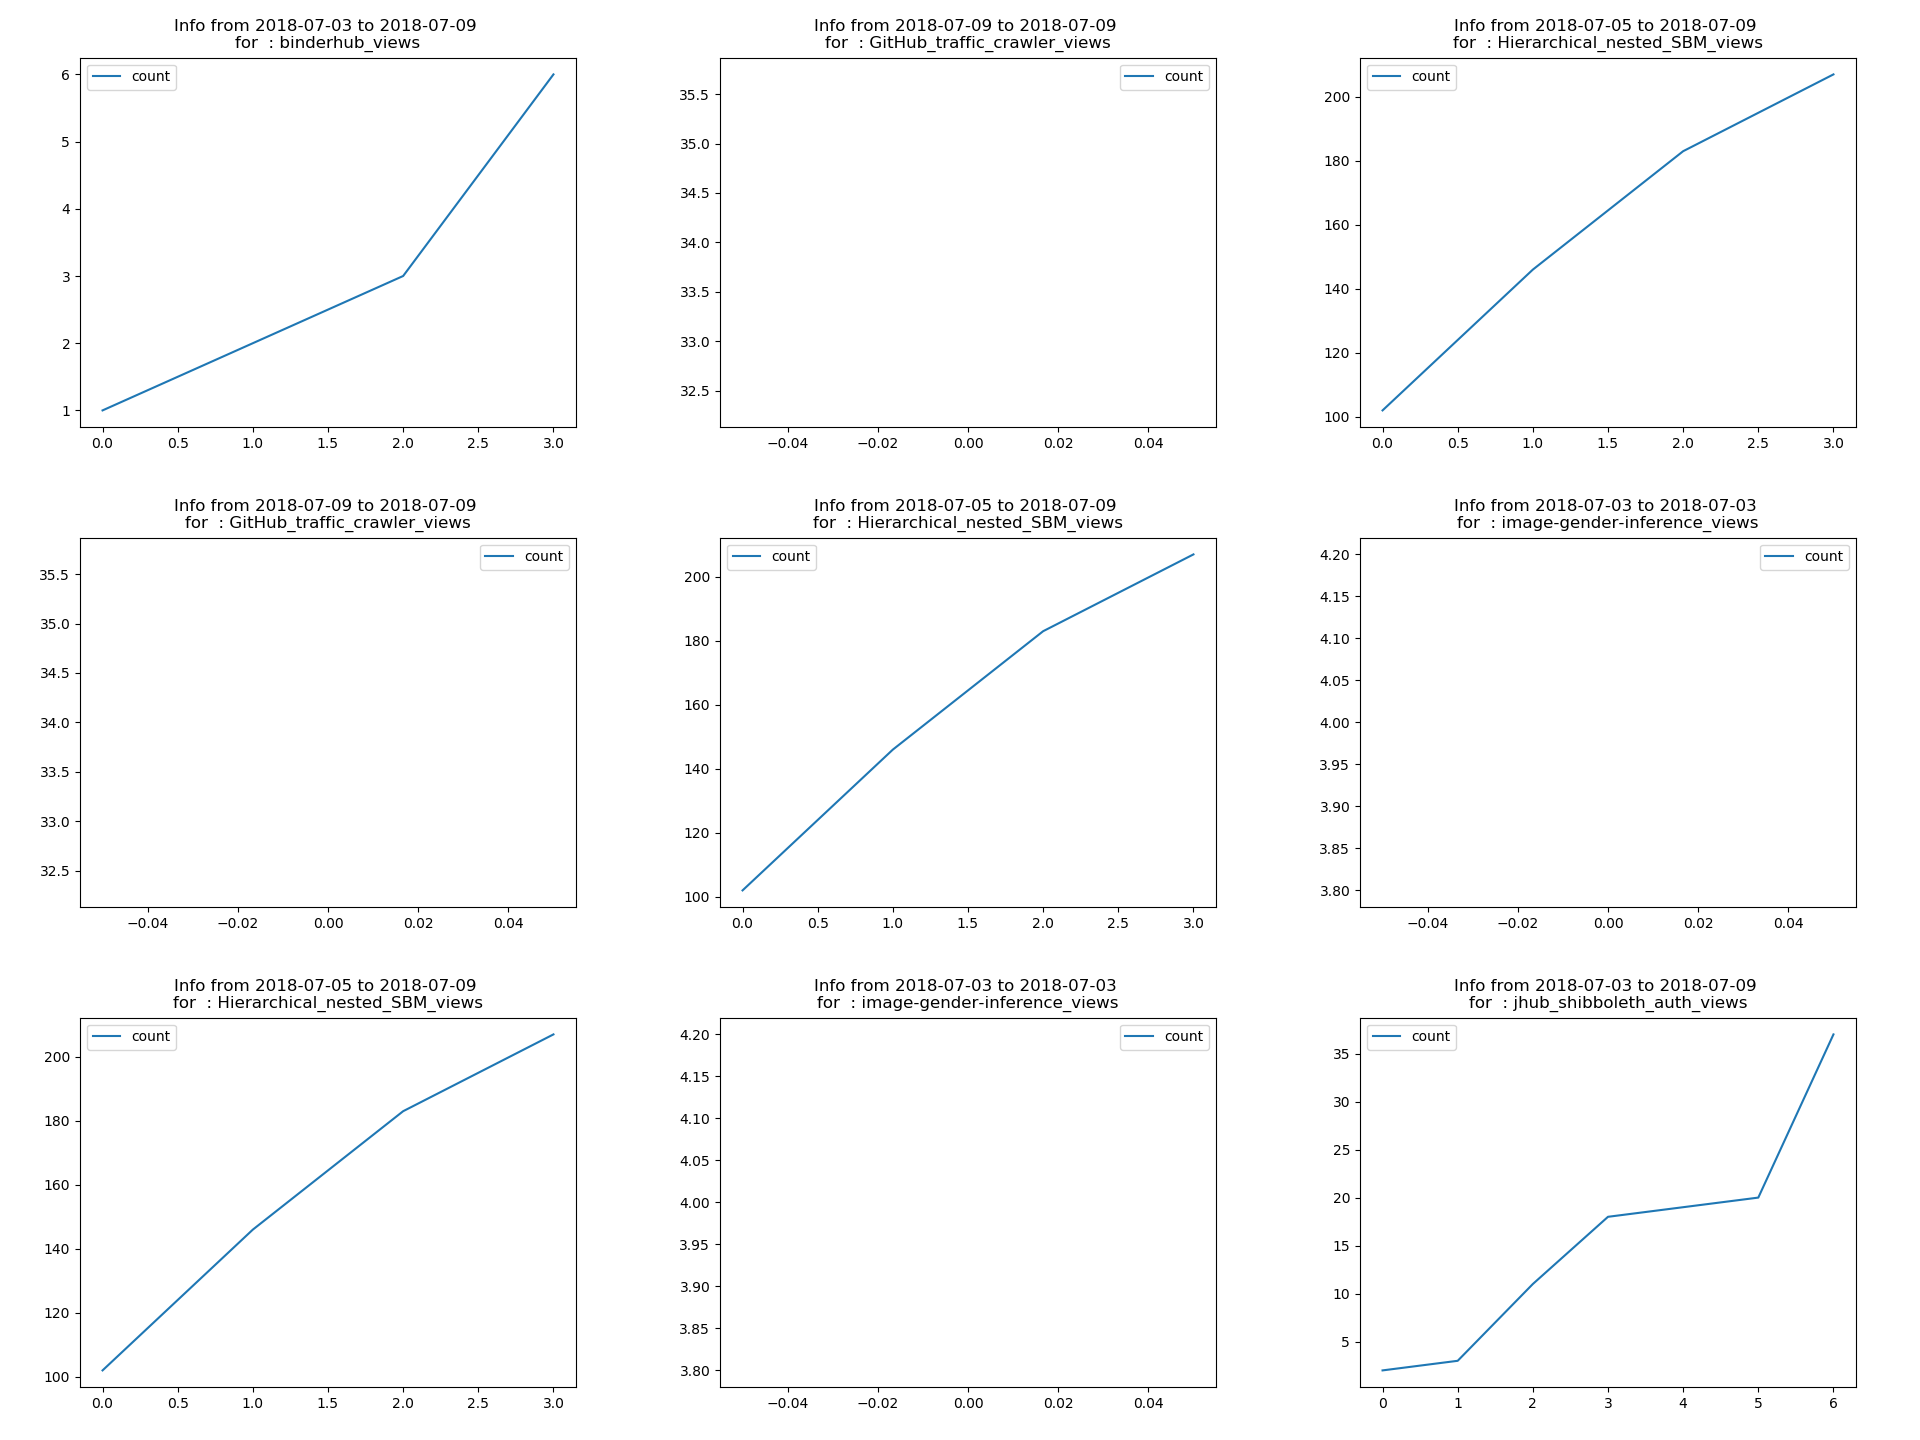 Info from 2018-07-03 to 2018-07-09
for  : binderhub_views
count
6
5
4
3
2
1
0.0 0.5 1.0 1.5 2.0 2.5 3.0
Info from 2018-07-09 to 2018-07-09
for  : GitHub_traffic_crawler_views
count
35.5
35.0
34.5
34.0
33.5
33.0
32.5
−0.04 −0.02 0.00 0.02 0.04
Info from 2018-07-05 to 2018-07-09
for  : Hierarchical_nested_SBM_views
count
200
180
160
140
120
100
0.0 0.5 1.0 1.5 2.0 2.5 3.0
Info from 2018-07-09 to 2018-07-09
for  : GitHub_traffic_crawler_views
count
35.5
35.0
34.5
34.0
33.5
33.0
32.5
−0.04 −0.02 0.00 0.02 0.04
Info from 2018-07-05 to 2018-07-09
for  : Hierarchical_nested_SBM_views
count
200
180
160
140
120
100
0.0 0.5 1.0 1.5 2.0 2.5 3.0
Info from 2018-07-03 to 2018-07-03
for  : image-gender-inference_views
count
4.20
4.15
4.10
4.05
4.00
3.95
3.90
3.85
3.80
−0.04 −0.02 0.00 0.02 0.04
Info from 2018-07-05 to 2018-07-09
for  : Hierarchical_nested_SBM_views
count
200
180
160
140
120
100
0.0 0.5 1.0 1.5 2.0 2.5 3.0
Info from 2018-07-03 to 2018-07-03
for  : image-gender-inference_views
count
4.20
4.15
4.10
4.05
4.00
3.95
3.90
3.85
3.80
−0.04 −0.02 0.00 0.02 0.04
Info from 2018-07-03 to 2018-07-09
for  : jhub_shibboleth_auth_views
count
35
30
25
20
15
10
5
0 1 2 3 4 5 6